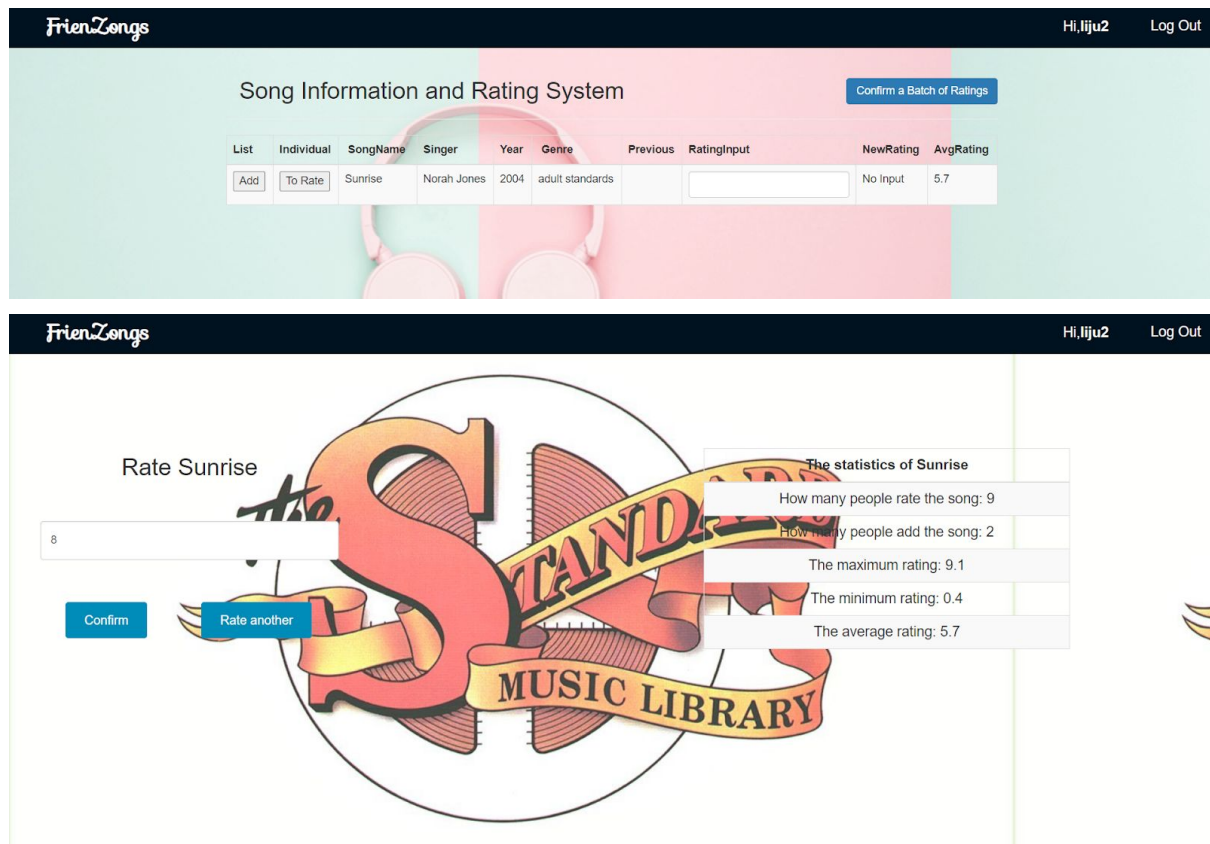 FrienZongs Hi,liju2 Log Out
Song Information and Rating System Confirm a Batch of Ratings
List Individual SongName Singer Year Genre Previous RatingInput NewRating AvgRating
Add To Rate Sunrise Norah Jones 2004 adult standards No Input 5.7
FrienZongs Hi,liju2 Log Out
Rate Sunrise
8
Confirm Rate another
The statistics of Sunrise
How many people rate the song: 9
How many people add the song: 2
The maximum rating: 9.1
The minimum rating: 0.4
The average rating: 5.7
the
STANDARD
MUSIC LIBRARY